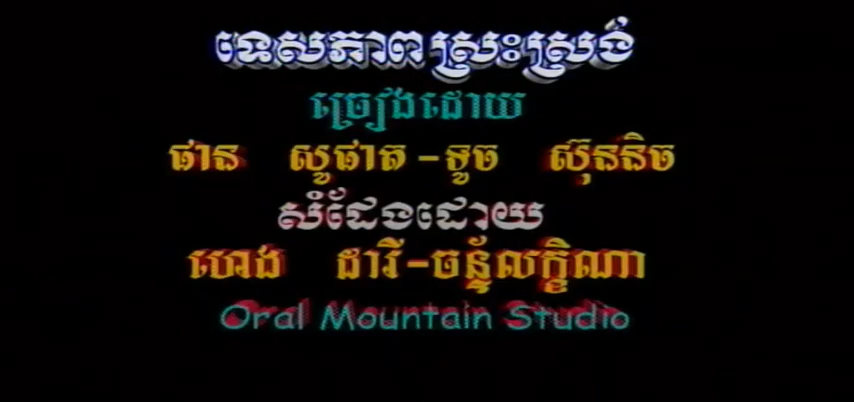 ទេសភាពស្រះស្រង់
ច្រៀងដោយ
ផាន សូផាត - ទូច ស៊ុននិច
សំដែងដោយ
ហេង ដារី - ចន្ទ័លក្ខិណា
Oral Mountain Studio